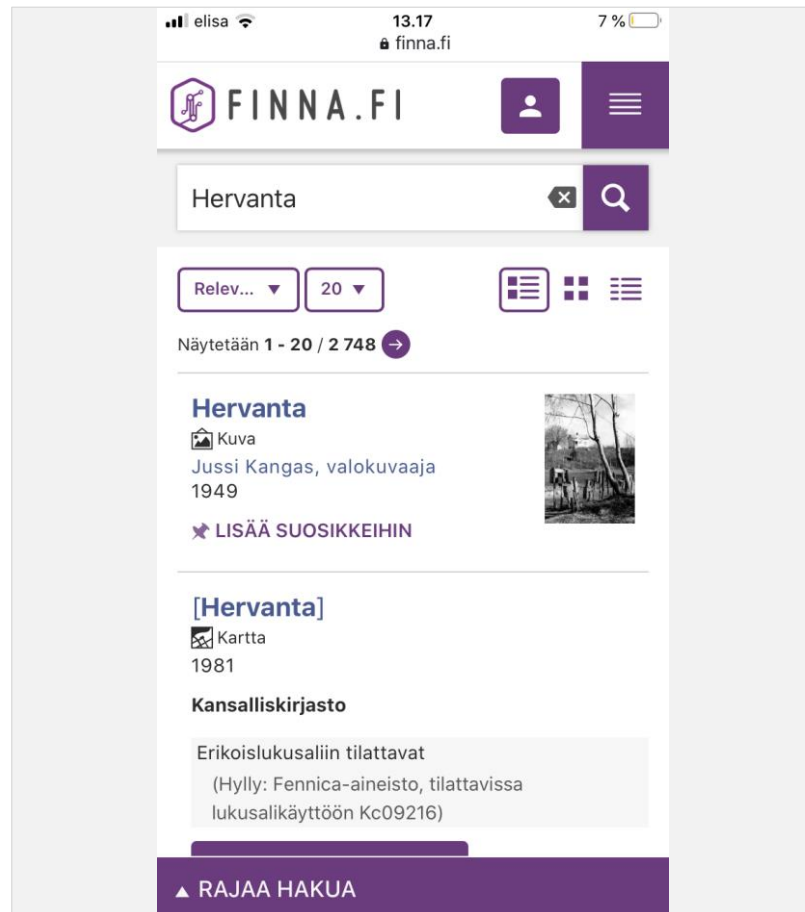 elisa 13.17 7 %
finna.fi
FINNA.FI
Hervanta
Relev... 20
Näytetään 1 - 20 / 2 748
Hervanta
Kuva
Jussi Kangas, valokuvaaja
1949
LISÄÄ SUOSIKKEIHIN
[Hervanta]
Kartta
1981
Kansalliskirjasto
Erikoislukusaliin tilattavat
(Hylly: Fennica-aineisto, tilattavissa
lukusalikäyttöön Kc09216)
RAJAA HAKUA